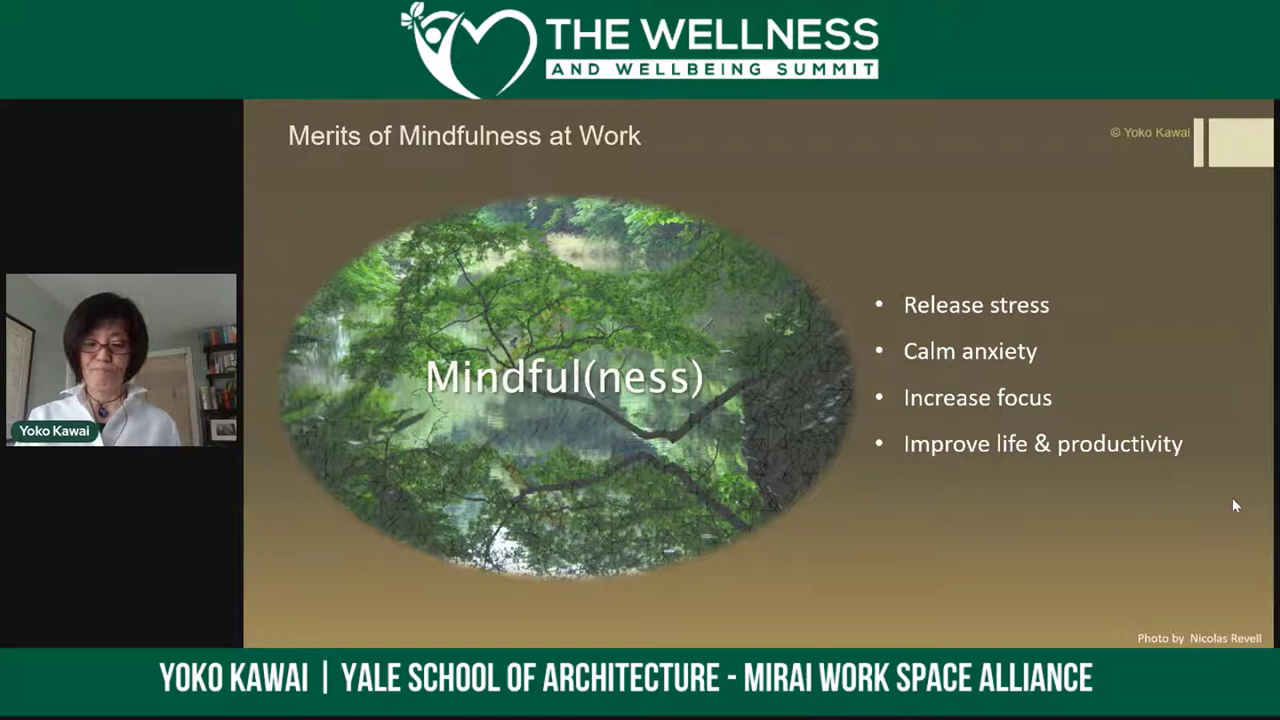 THE WELLNESS
AND WELLBEING SUMMIT
Merits of Mindfulness at Work
© Yoko Kawai
Mindful(ness)
• Release stress
• Calm anxiety
• Increase focus
• Improve life & productivity
Yoko Kawai
Photo by Nicolas Revell
YOKO KAWAI | YALE SCHOOL OF ARCHITECTURE - MIRAI WORK SPACE ALLIANCE